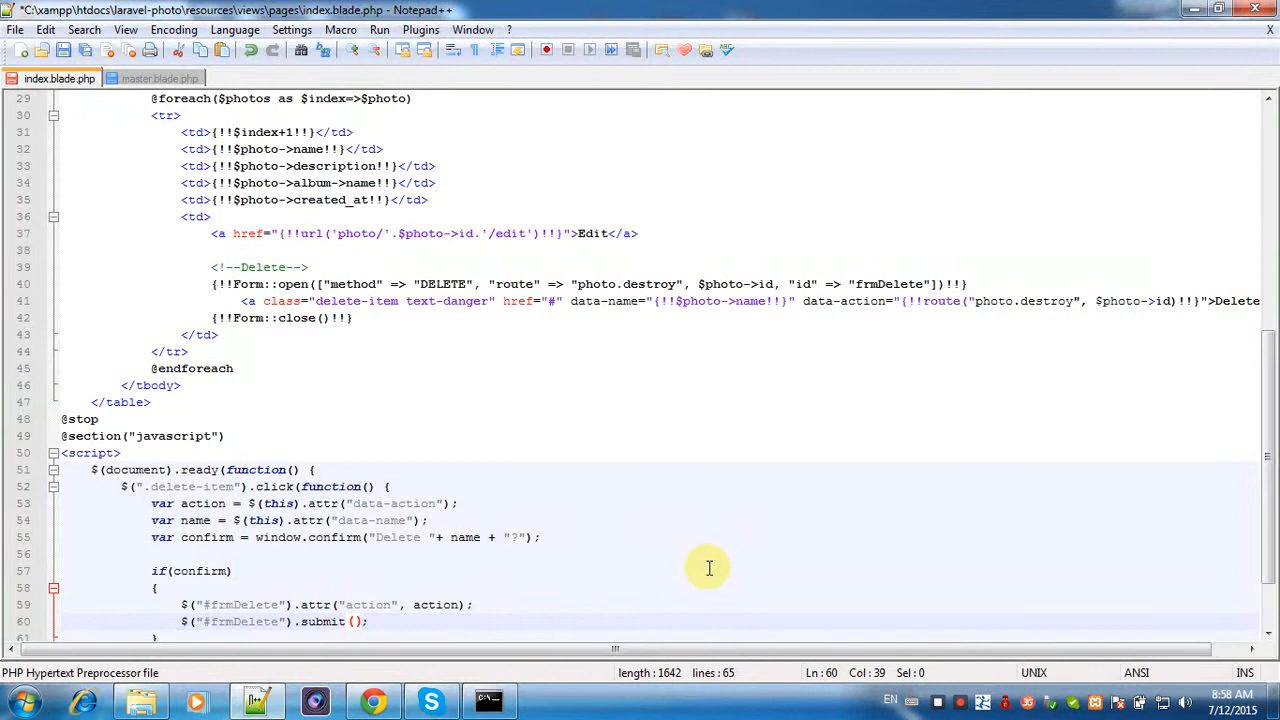 *C:\xampp\htdocs\laravel-photo\resources\views\pages\index.blade.php - Notepad++
File Edit Search View Encoding Language Settings Macro Run Plugins Window ?
X
index.blade.php master.blade.php
29 @foreach($photos as $index=>$photo)
30 <tr>
31 <td>{!!$index+1!!}</td>
32 <td>{!!$photo->name!!}</td>
33 <td>{!!$photo->description!!}</td>
34 <td>{!!$photo->album->name!!}</td>
35 <td>{!!$photo->created_at!!}</td>
36 <td>
37 <a href="{!!url('photo/'.$photo->id.'/edit')!!}">Edit</a>
38
39 <!--Delete-->
40 {!!Form::open(["method" => "DELETE", "route" => "photo.destroy", $photo->id, "id" => "frmDelete"])!!}
41 <a class="delete-item text-danger" href="#" data-name="{!!$photo->name!!}" data-action="{!!route("photo.destroy", $photo->id)!!}">Delete
42 {!!Form::close()!!}
43 </td>
44 </tr>
45 @endforeach
46 </tbody>
47 </table>
48 @stop
49 @section("javascript")
50 <script>
51 $(document).ready(function() {
52 $(".delete-item").click(function() {
53 var action = $(this).attr("data-action");
54 var name = $(this).attr("data-name");
55 var confirm = window.confirm("Delete "+ name + "?");
56
57 if(confirm)
58 {
59 $("#frmDelete").attr("action", action);
60 $("#frmDelete").submit();
61 }
PHP Hypertext Preprocessor file length : 1642 lines : 65 Ln : 60 Col : 39 Sel : 0 UNIX ANSI INS
EN 8:58 AM
7/12/2015